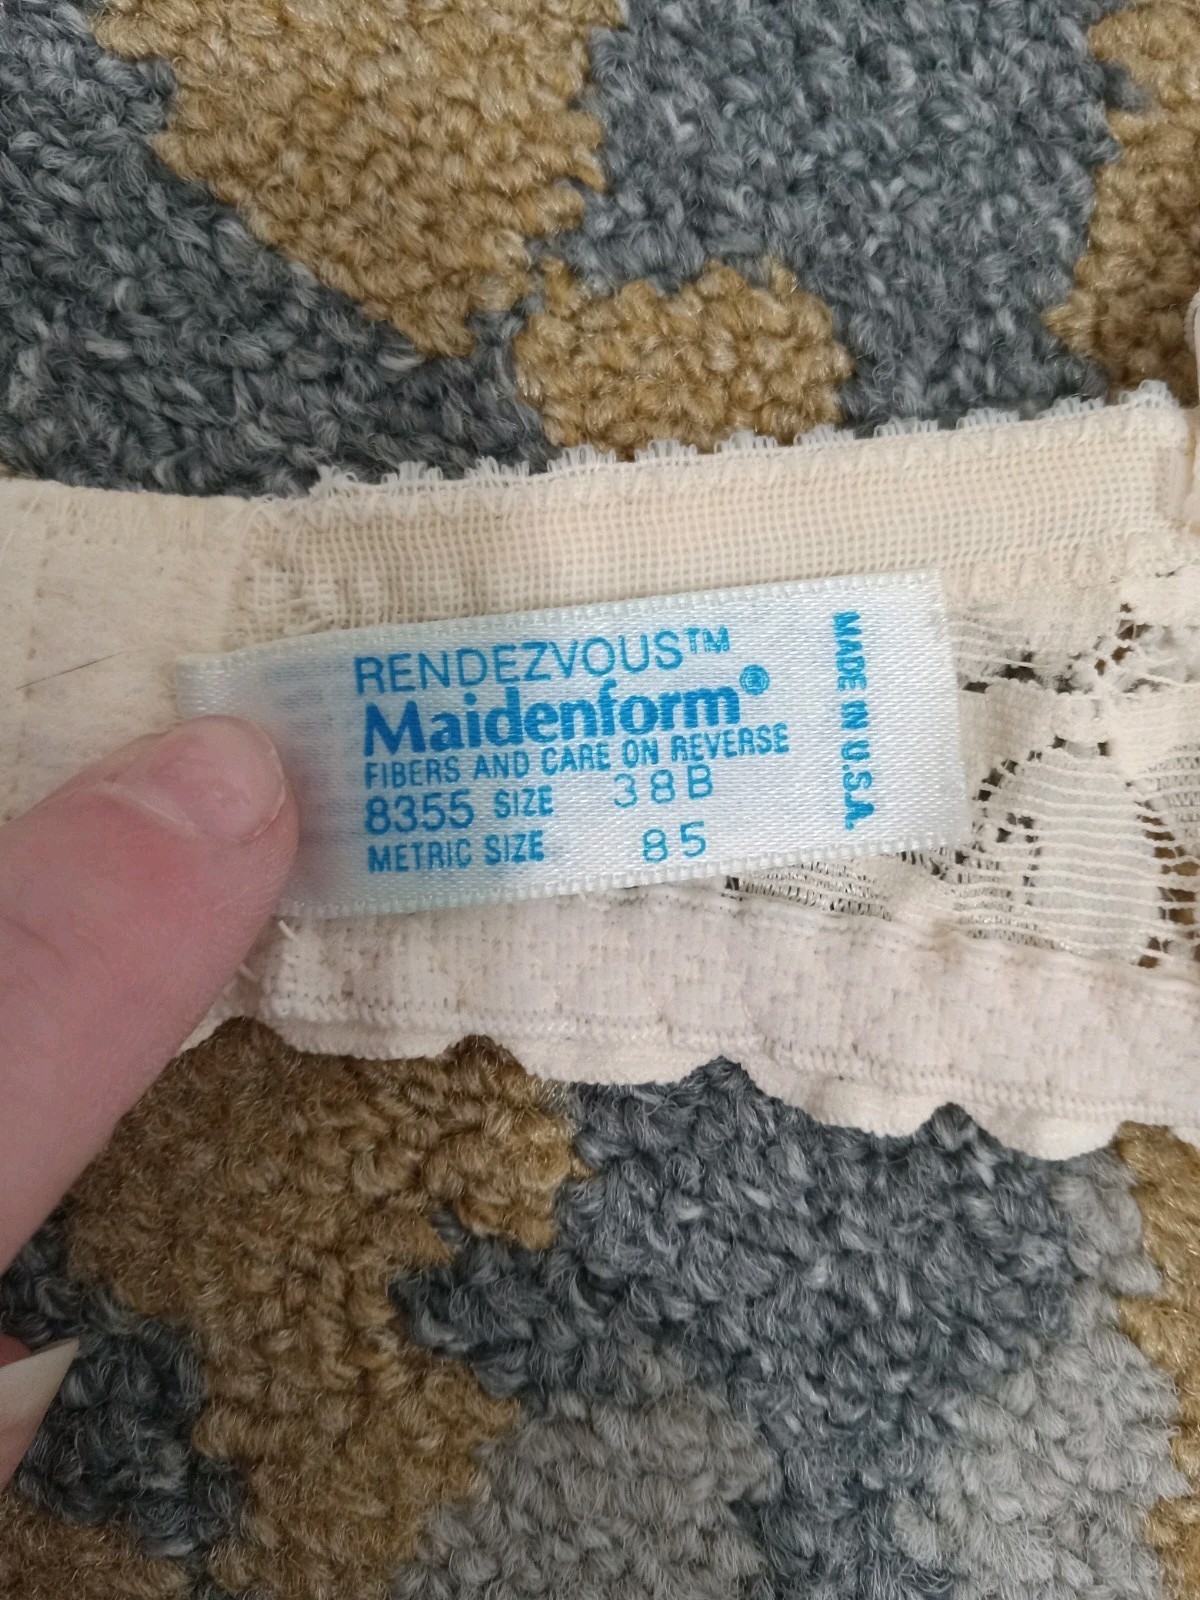 RENDEZVOUS™
Maidenform®
FIBERS AND CARE ON REVERSE
8355 SIZE 38B
METRIC SIZE 85
MADE IN U.S.A.